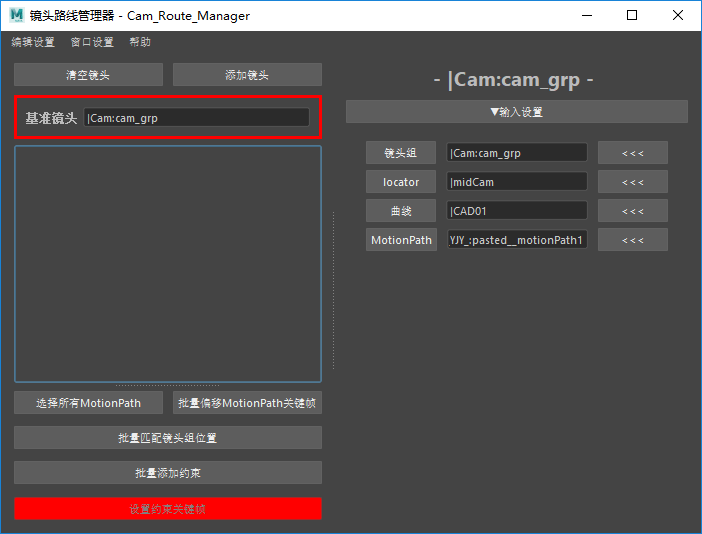 镜头路线管理器 - Cam_Route_Manager
编辑设置 窗口设置 帮助
清空镜头 添加镜头
基准镜头 |Cam:cam_grp
选择所有MotionPath 批量偏移MotionPath关键帧
批量匹配镜头组位置
批量添加约束
设置约束关键帧
- |Cam:cam_grp -
▼输入设置
镜头组 |Cam:cam_grp <<<
locator |midCam <<<
曲线 |CAD01 <<<
MotionPath YJY_:pasted__motionPath1 <<<